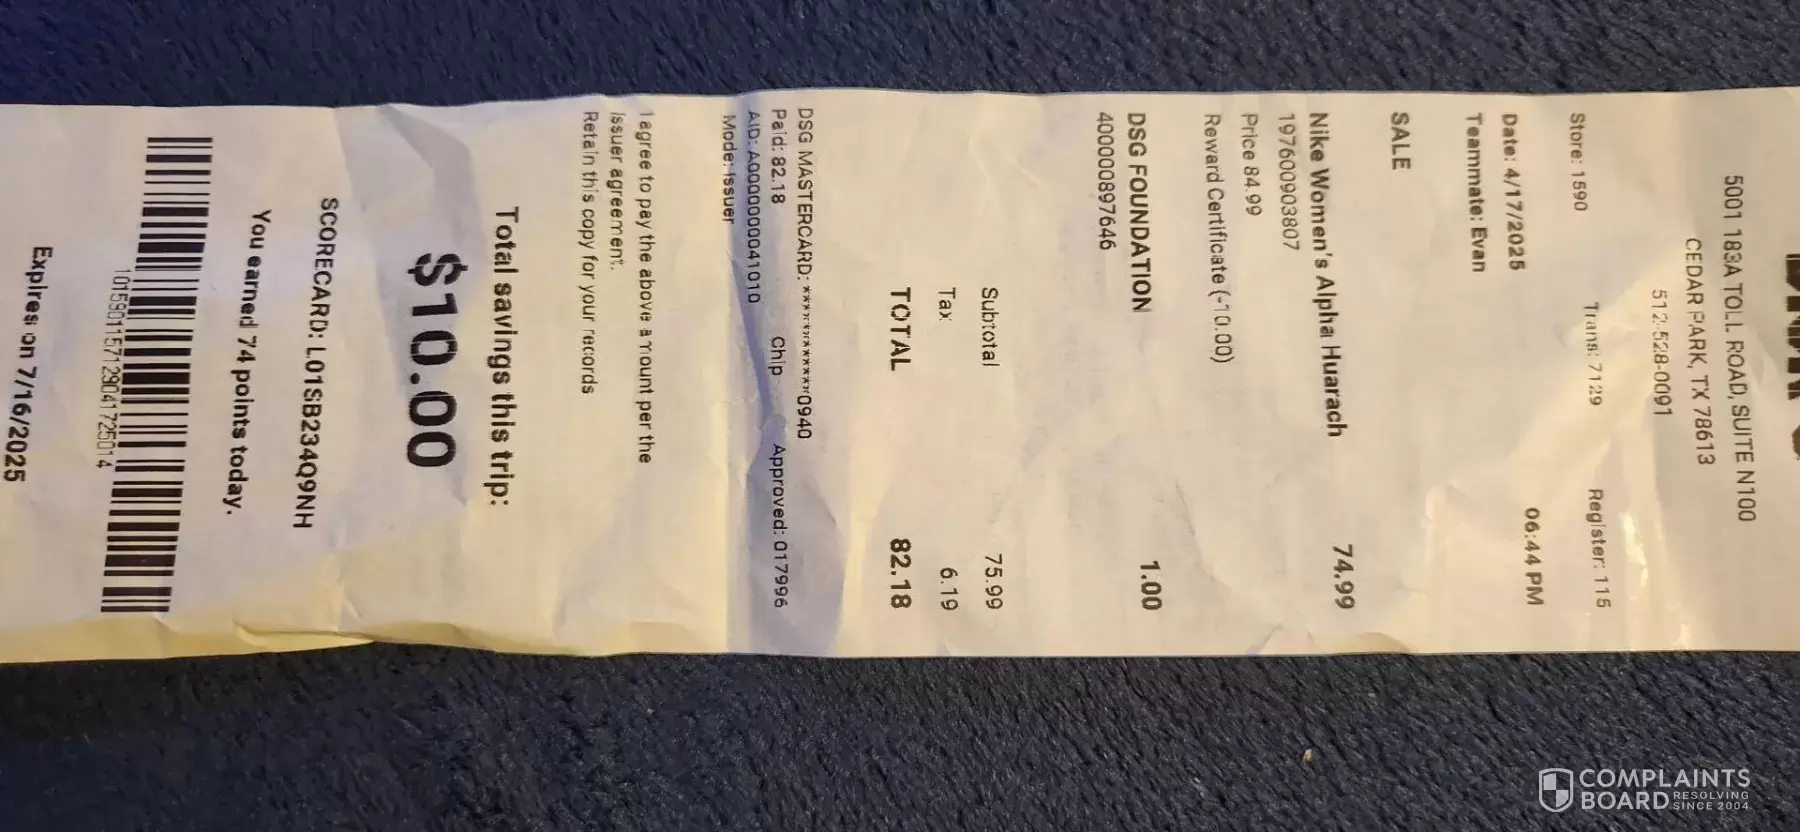 5001 183A TOLL ROAD, SUITE N100
CEDAR PARK, TX 78613
512-528-0091
Store: 1590 Trans: 7129 Register: 115
Date: 4/17/2025 06:44 PM
Teammate: Evan
SALE
Nike Women's Alpha Huarach 74.99
197600903807
Price 84.99
Reward Certificate (-10.00)
DSG FOUNDATION 1.00
400000897646
Subtotal 75.99
Tax 6.19
TOTAL 82.18
DSG MASTERCARD: ************0940
Paid: 82.18 Chip Approved: 017996
AID: A0000000041010
Mode: Issuer
I agree to pay the above amount per the
issuer agreement.
Retain this copy for your records
Total savings this trip:
$10.00
SCORECARD: L01SB234Q9NH
You earned 74 points today.
1015901157129041725014
Expires on 7/16/2025
COMPLAINTS
BOARD RESOLVING
SINCE 2004